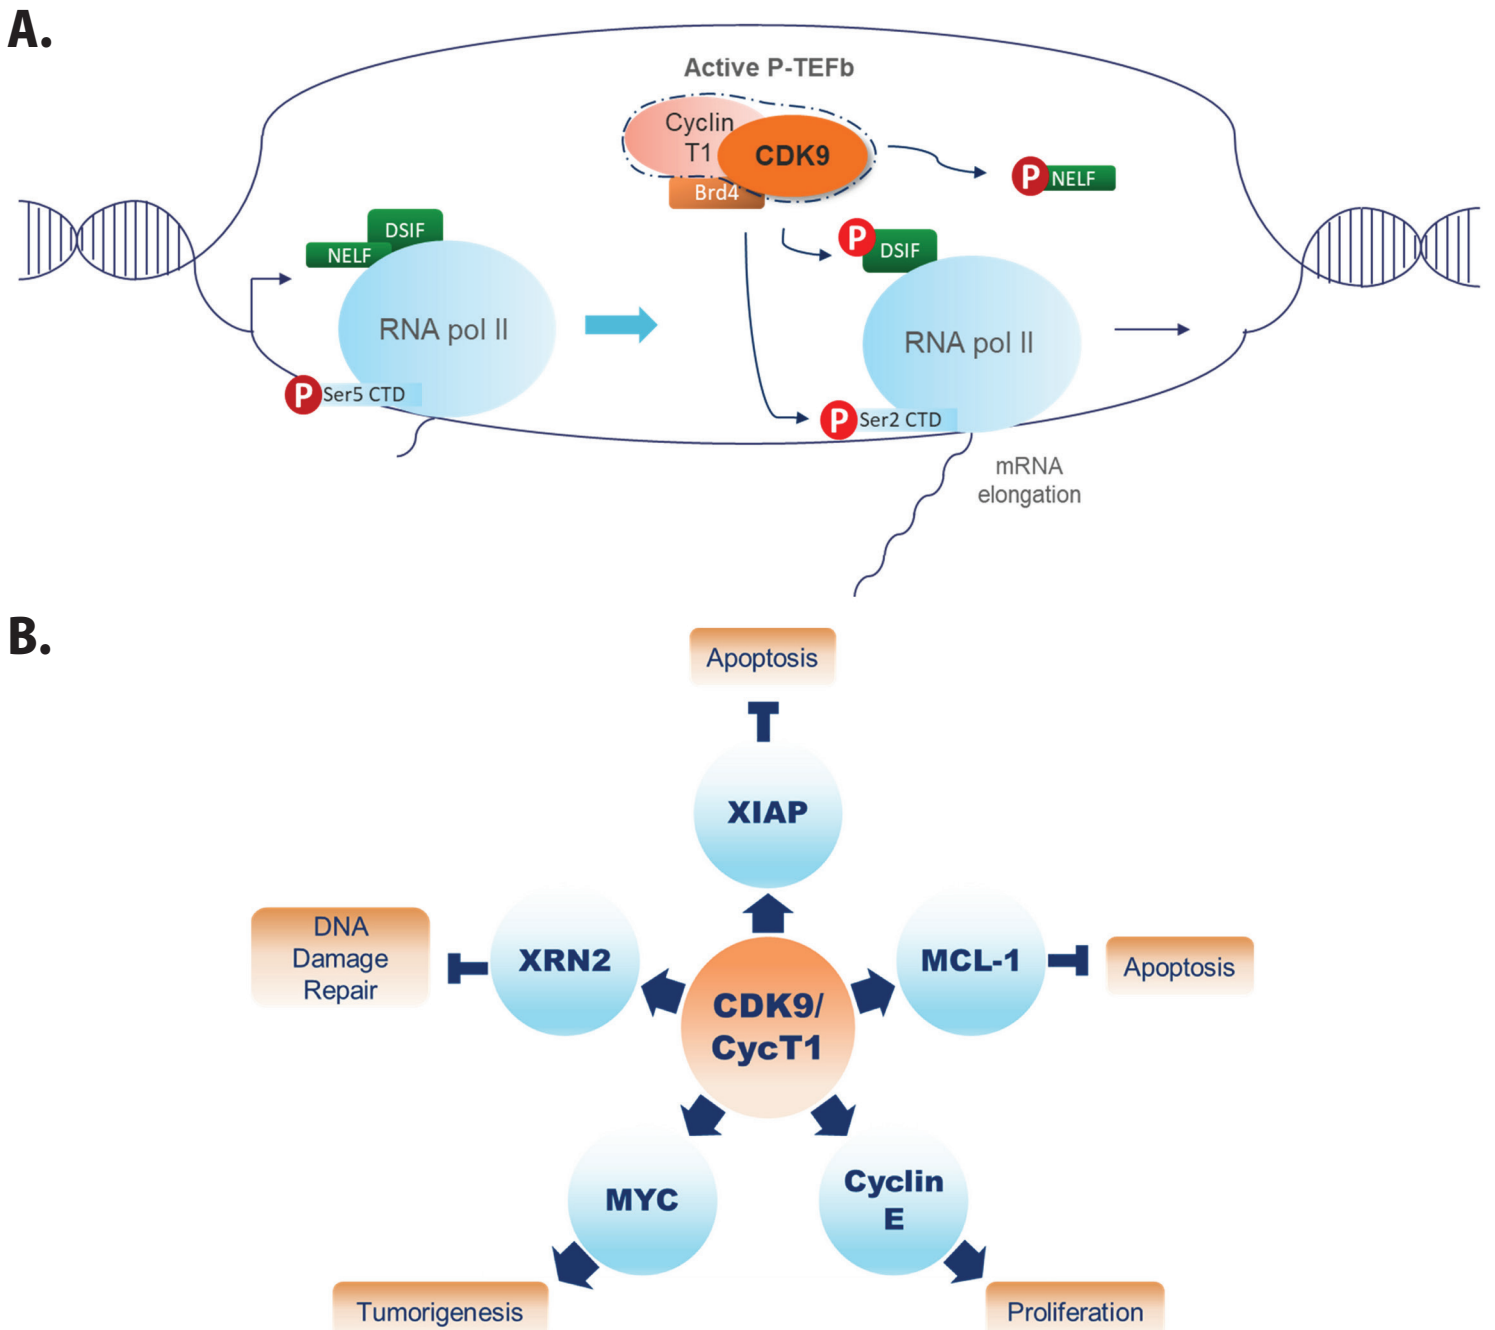 A.
Active P-TEFb
Cyclin
T1
CDK9
Brd4
P
NELF
DSIF
NELF
RNA pol II
P
Ser5 CTD
P
DSIF
RNA pol II
P
Ser2 CTD
mRNA
elongation
B.
Apoptosis
XIAP
DNA
Damage
Repair
XRN2
MCL-1
Apoptosis
CDK9/
CycT1
MYC
Cyclin
E
Tumorigenesis
Proliferation